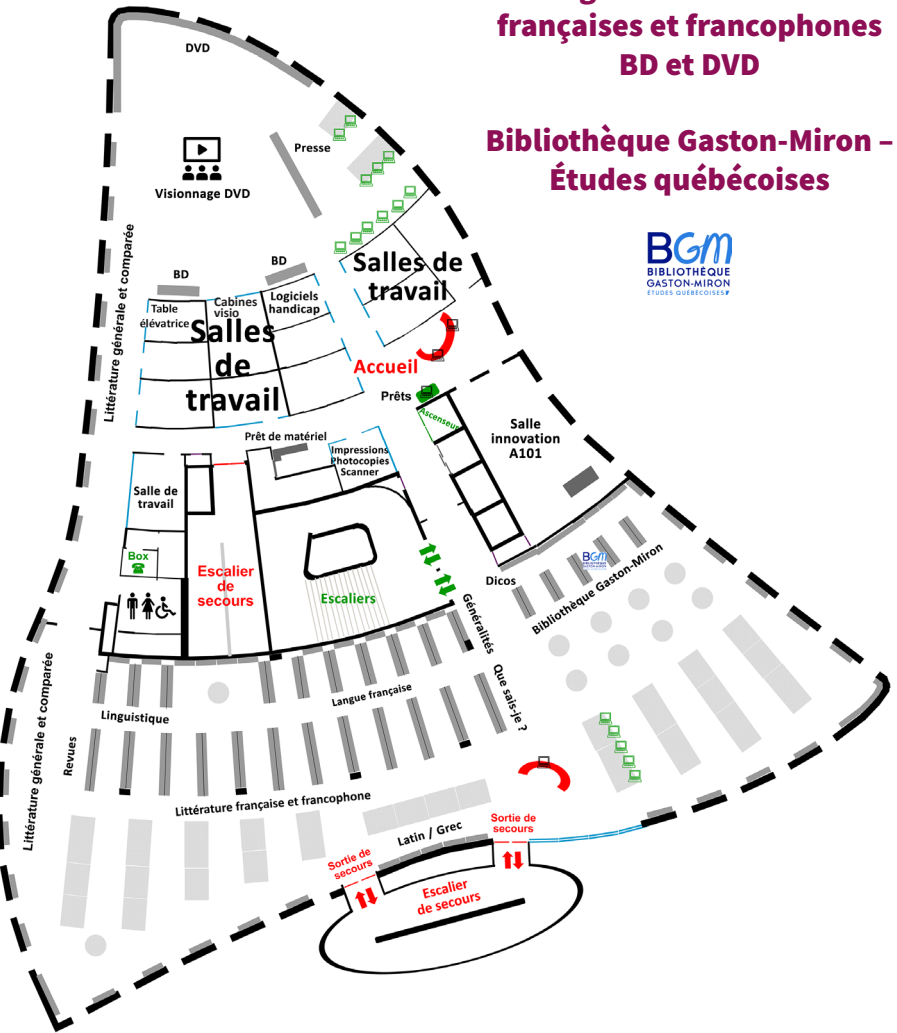 françaises et francophones
BD et DVD
Bibliothèque Gaston-Miron –
Études québécoises
BGM
BIBLIOTHÈQUE
GASTON-MIRON
ÉTUDES QUÉBÉCOISES
DVD
Presse
Visionnage DVD
Littérature générale et comparée
BD
BD
Table
élévatrice
Cabines
visio
Logiciels
handicap
Salles
de
travail
Salles de
travail
Accueil
Prêts
Ascenseur
Salle
innovation
A101
Prêt de matériel
Impressions
Photocopies
Scanner
Salle de
travail
Box
Escalier
de
secours
Escaliers
Dicos
BGM
Bibliothèque Gaston-Miron
Généralités
Que sais-je ?
Langue française
Linguistique
Littérature générale et comparée
Revues
Littérature française et francophone
Latin / Grec
Sortie de
secours
Sortie de
secours
Escalier
de secours